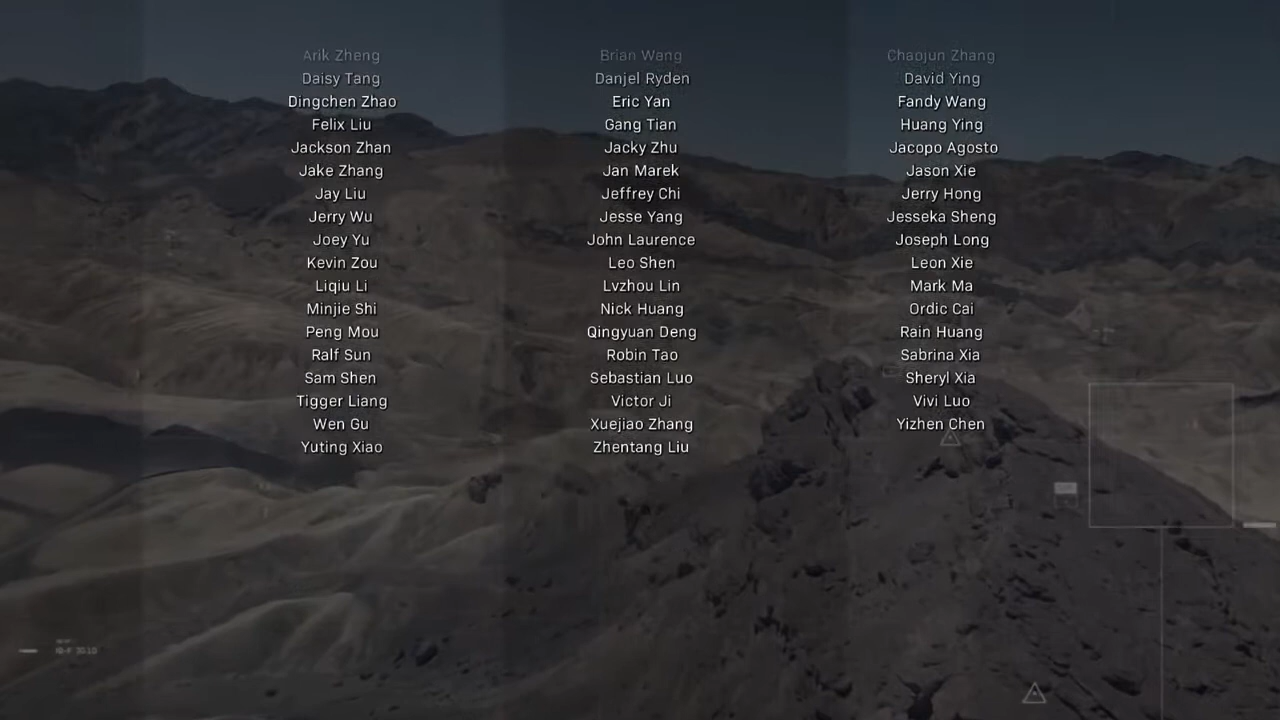 Arik Zheng Brian Wang Chaojun Zhang
Daisy Tang Danjel Ryden David Ying
Dingchen Zhao Eric Yan Fandy Wang
Felix Liu Gang Tian Huang Ying
Jackson Zhan Jacky Zhu Jacopo Agosto
Jake Zhang Jan Marek Jason Xie
Jay Liu Jeffrey Chi Jerry Hong
Jerry Wu Jesse Yang Jesseka Sheng
Joey Yu John Laurence Joseph Long
Kevin Zou Leo Shen Leon Xie
Liqiu Li Lvzhou Lin Mark Ma
Minjie Shi Nick Huang Ordic Cai
Peng Mou Qingyuan Deng Rain Huang
Ralf Sun Robin Tao Sabrina Xia
Sam Shen Sebastian Luo Sheryl Xia
Tigger Liang Victor Ji Vivi Luo
Wen Gu Xuejiao Zhang Yizhen Chen
Yuting Xiao Zhentang Liu